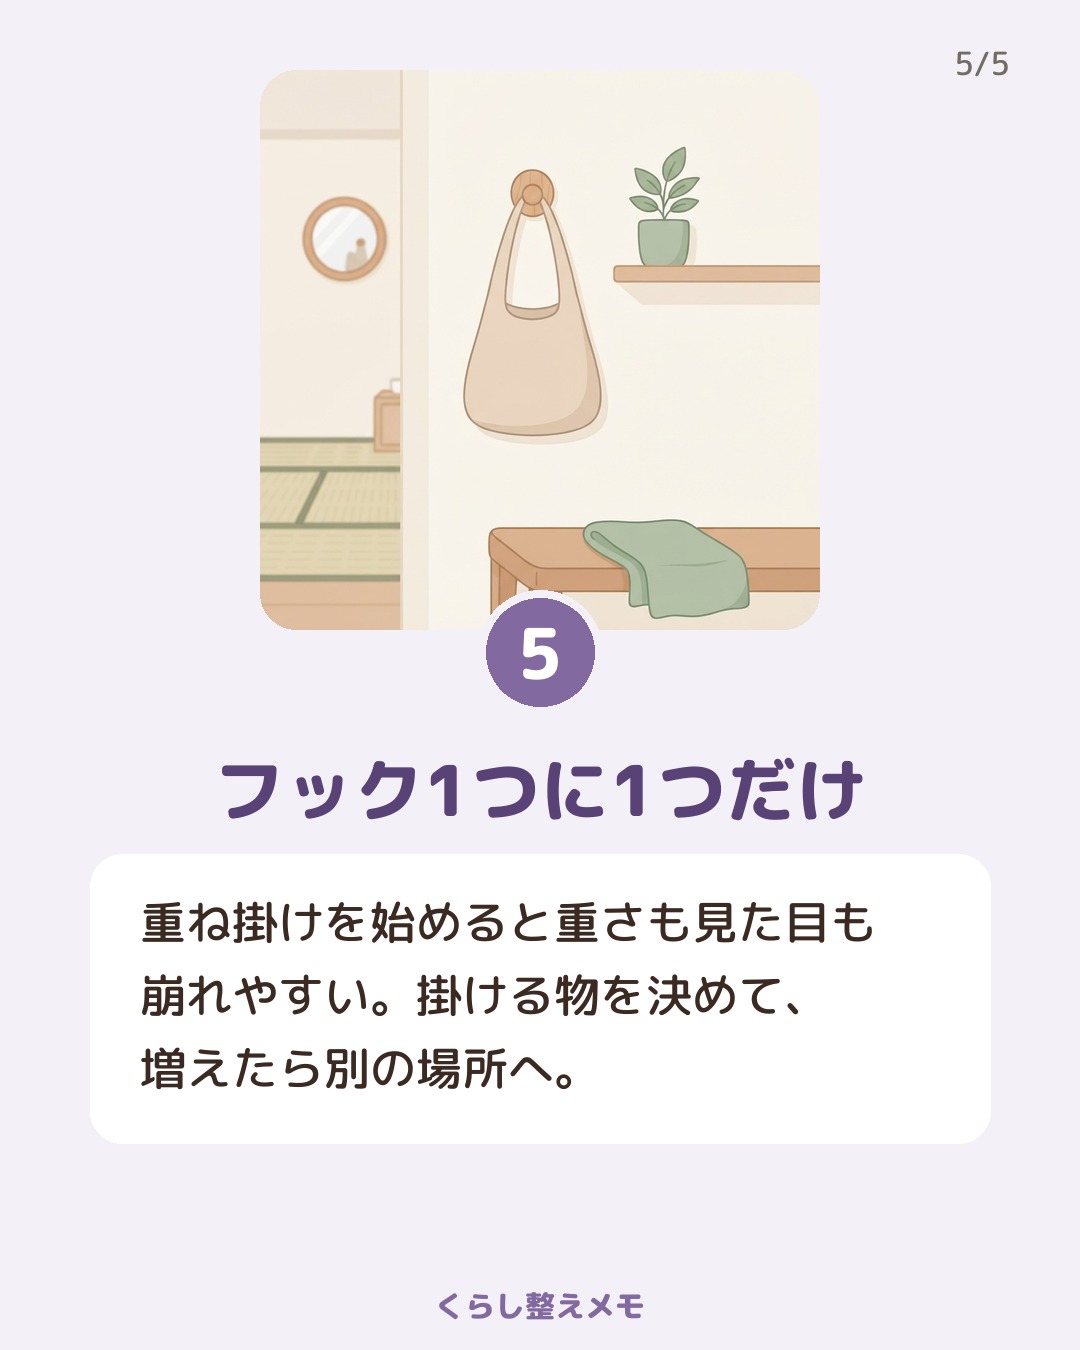 5/5
5
フック1つに1つだけ
重ね掛けを始めると重さも見た目も
崩れやすい。掛ける物を決めて、
増えたら別の場所へ。
くらし整えメモ